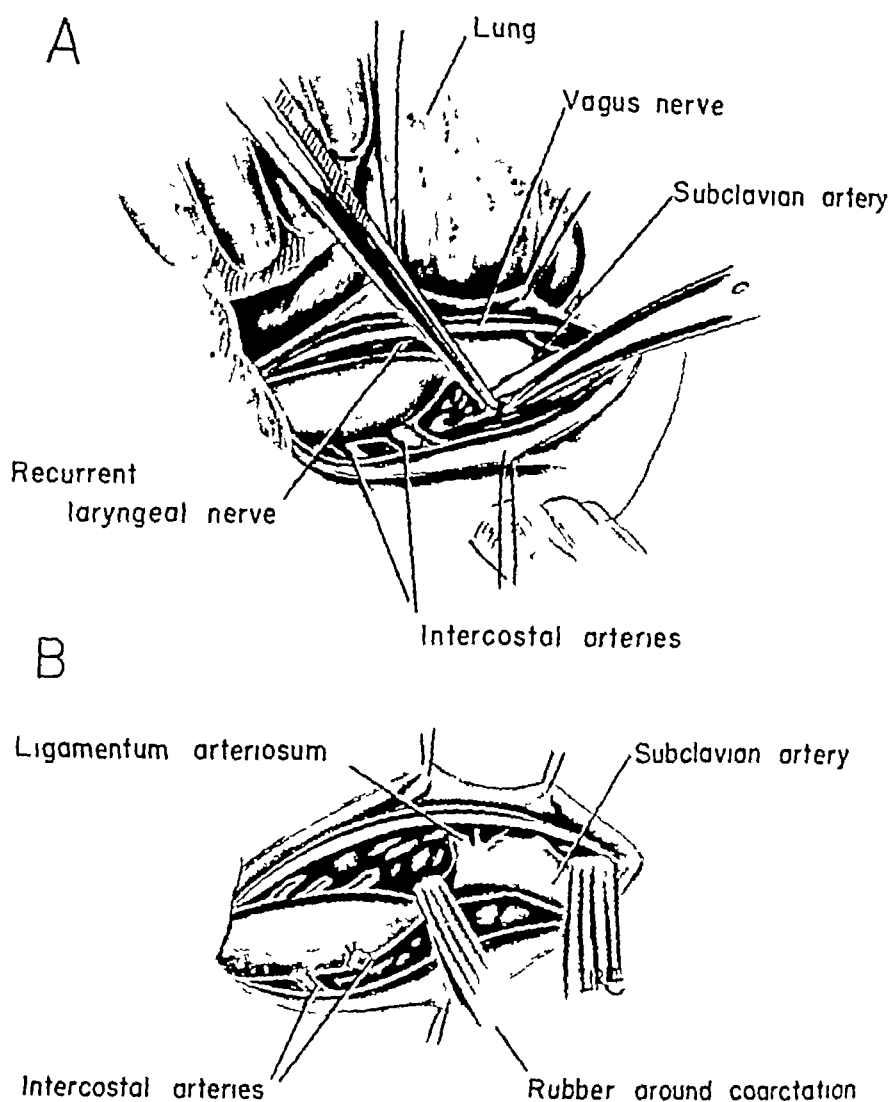 A
Lung
Vagus nerve
Subclavian artery
Recurrent
laryngeal nerve
Intercostal arteries
B
Ligamentum arteriosum
Subclavian artery
Intercostal arteries
Rubber around coarctation